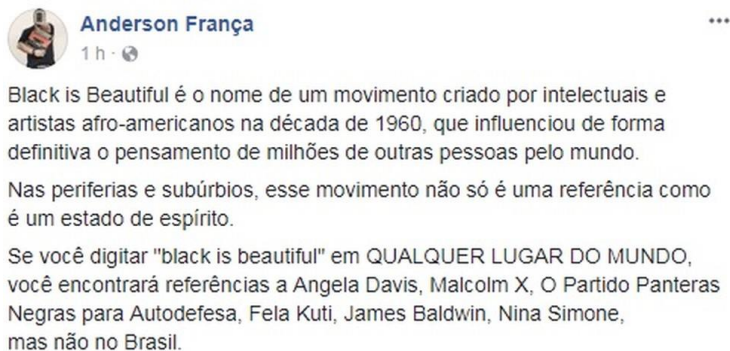 Anderson França
1 h ·
Black is Beautiful é o nome de um movimento criado por intelectuais e
artistas afro-americanos na década de 1960, que influenciou de forma
definitiva o pensamento de milhões de outras pessoas pelo mundo.
Nas periferias e subúrbios, esse movimento não só é uma referência como
é um estado de espírito.
Se você digitar "black is beautiful" em QUALQUER LUGAR DO MUNDO,
você encontrará referências a Angela Davis, Malcolm X, O Partido Panteras
Negras para Autodefesa, Fela Kuti, James Baldwin, Nina Simone,
mas não no Brasil.